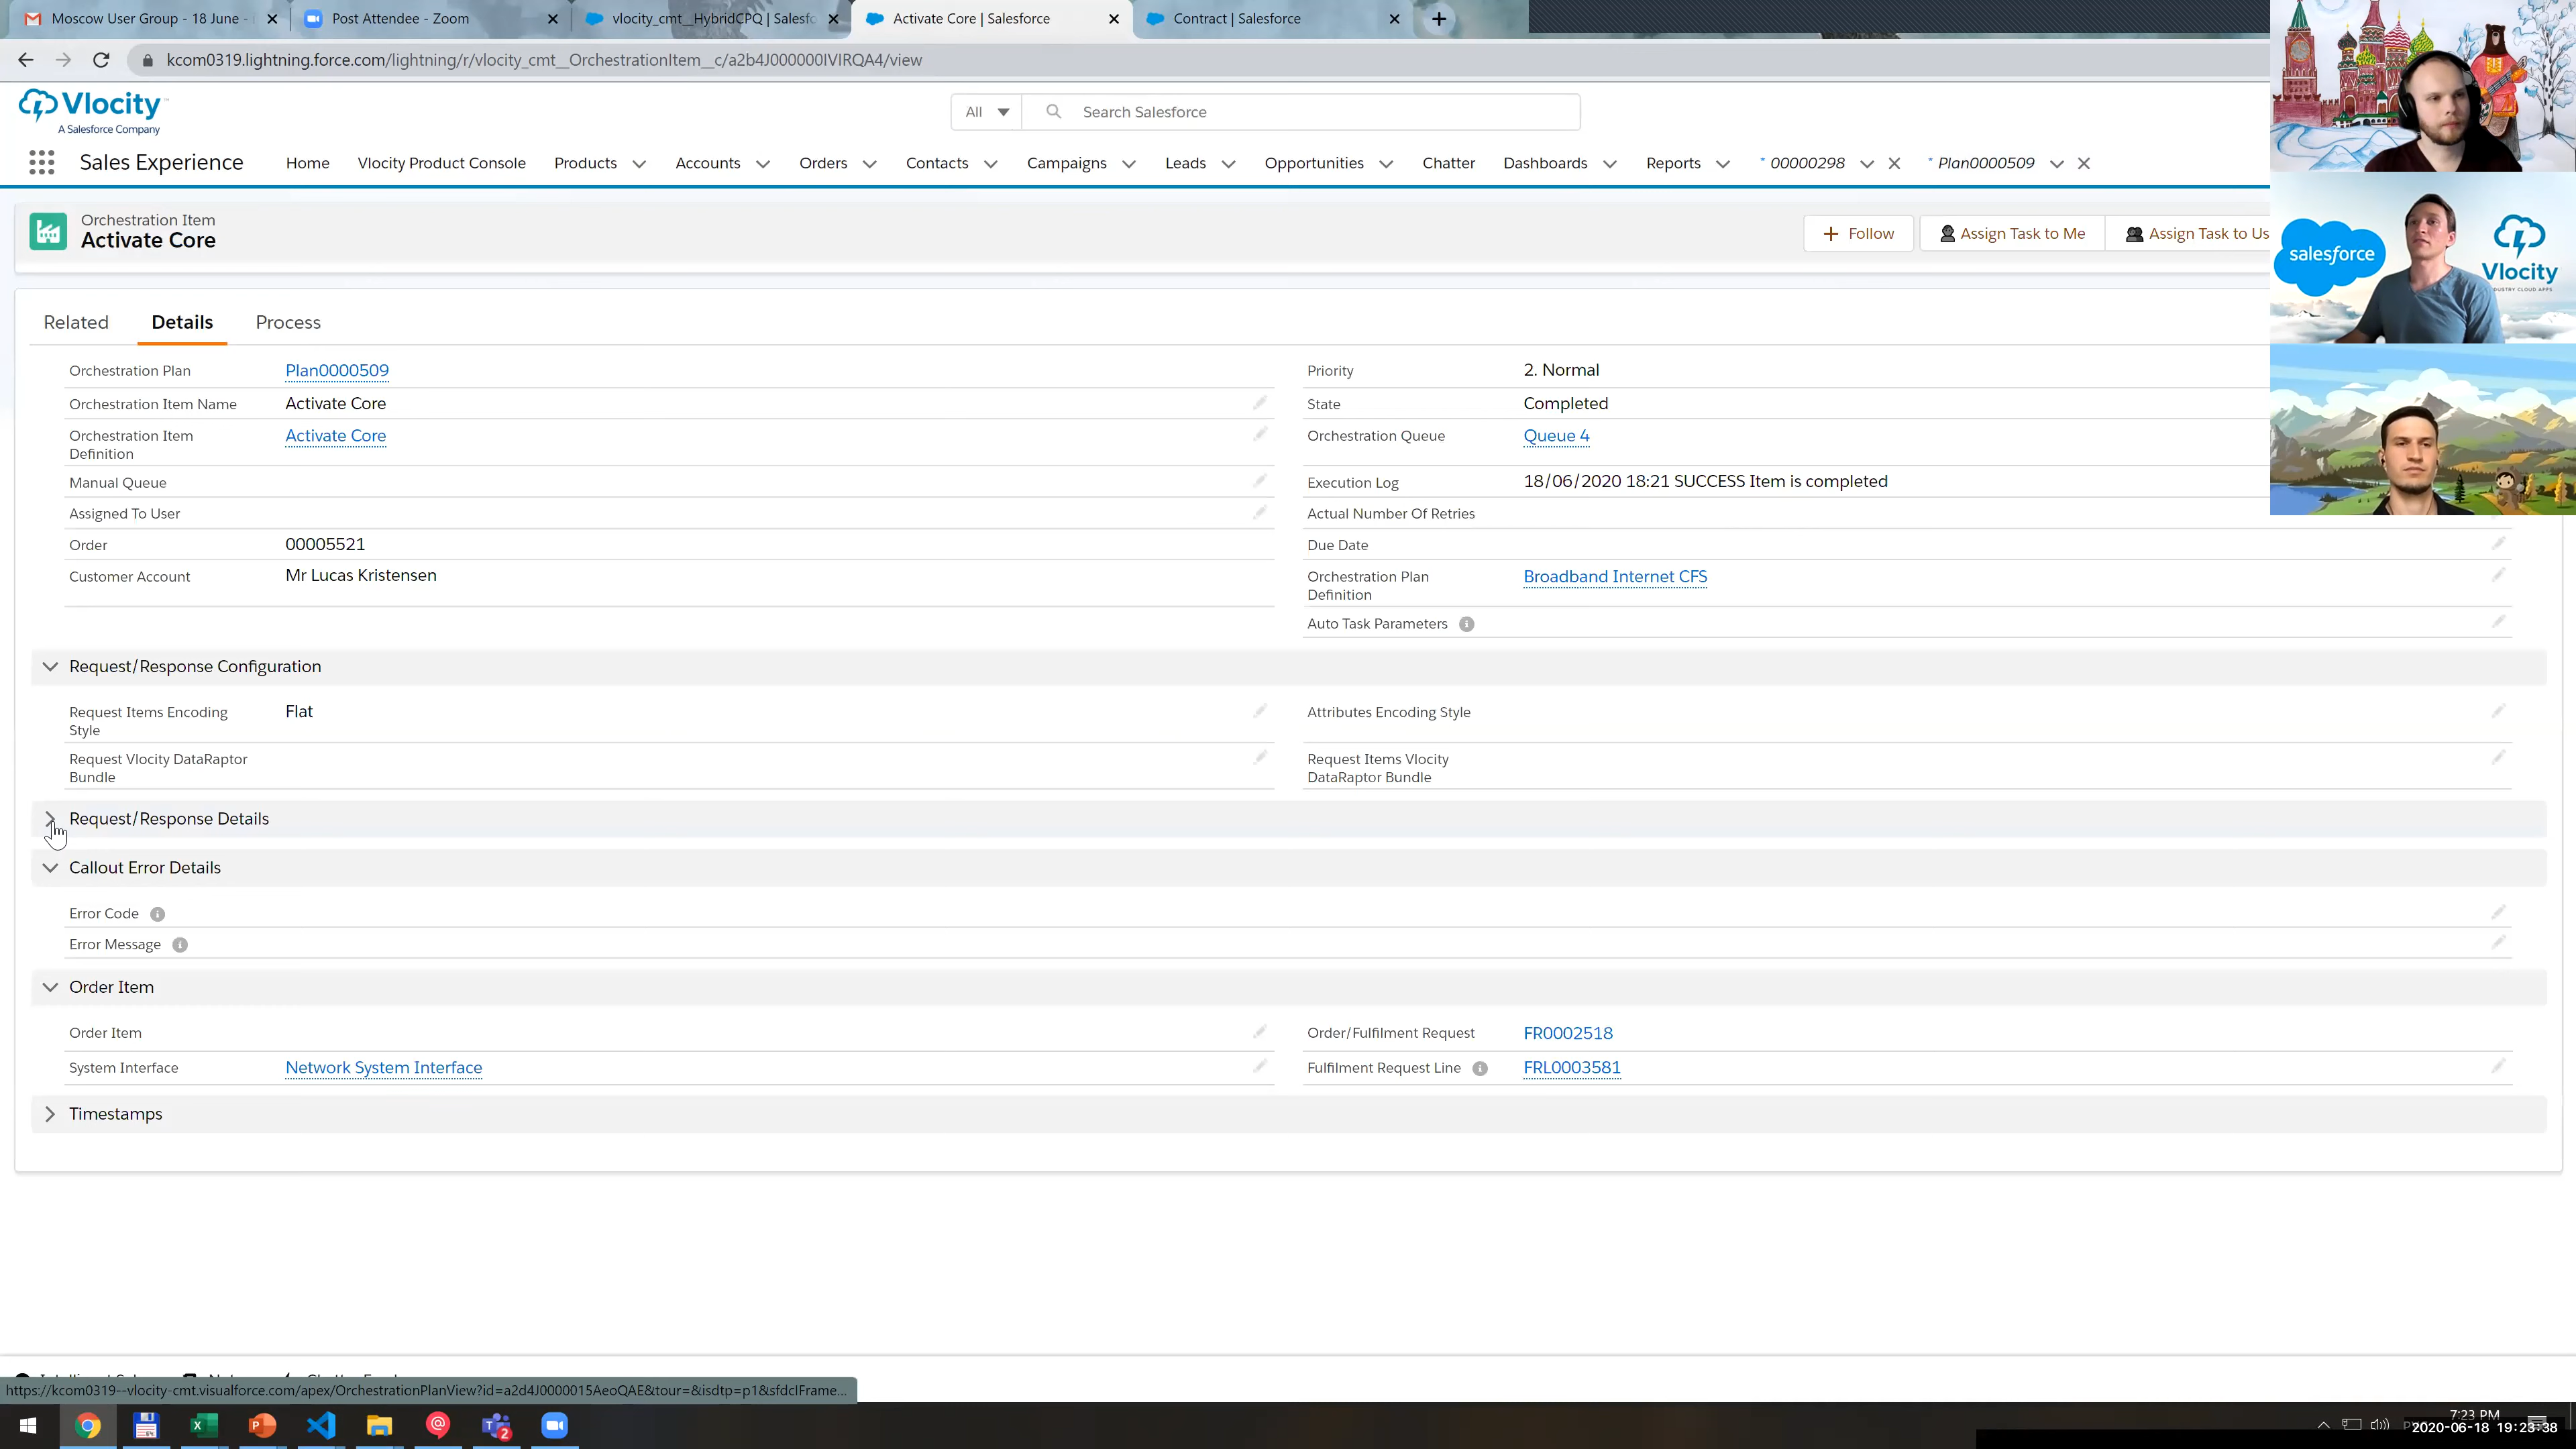 Moscow User Group - 18 June -
Post Attendee - Zoom
vlocity_cmt__HybridCPQ | Salesfo
Activate Core | Salesforce
Contract | Salesforce
kcom0319.lightning.force.com/lightning/r/vlocity_cmt__OrchestrationItem__c/a2b4J000000IVIRQA4/view
Vlocity
A Salesforce Company
All
Search Salesforce
Sales Experience
Home
Vlocity Product Console
Products
Accounts
Orders
Contacts
Campaigns
Leads
Opportunities
Chatter
Dashboards
Reports
* 00000298
* Plan0000509
Orchestration Item
Activate Core
Follow
Assign Task to Me
Assign Task to Us
salesforce
Vlocity
Related
Details
Process
Orchestration Plan
Plan0000509
Priority
2. Normal
Orchestration Item Name
Activate Core
State
Completed
Orchestration Item
Definition
Activate Core
Orchestration Queue
Queue 4
Manual Queue
Execution Log
18/06/2020 18:21 SUCCESS Item is completed
Assigned To User
Actual Number Of Retries
Order
00005521
Due Date
Customer Account
Mr Lucas Kristensen
Orchestration Plan
Definition
Broadband Internet CFS
Auto Task Parameters
Request/Response Configuration
Request Items Encoding
Style
Flat
Attributes Encoding Style
Request Vlocity DataRaptor
Bundle
Request Items Vlocity
DataRaptor Bundle
Request/Response Details
Callout Error Details
Error Code
Error Message
Order Item
Order Item
Order/Fulfilment Request
FR0002518
System Interface
Network System Interface
Fulfilment Request Line
FRL0003581
Timestamps
https://kcom0319--vlocity-cmt.visualforce.com/apex/OrchestrationPlanView?id=a2d4J0000015AeoQAE&tour=&isdtp=p1&sfdcIFrame...
7:23 PM
2020-06-18 19:23:38